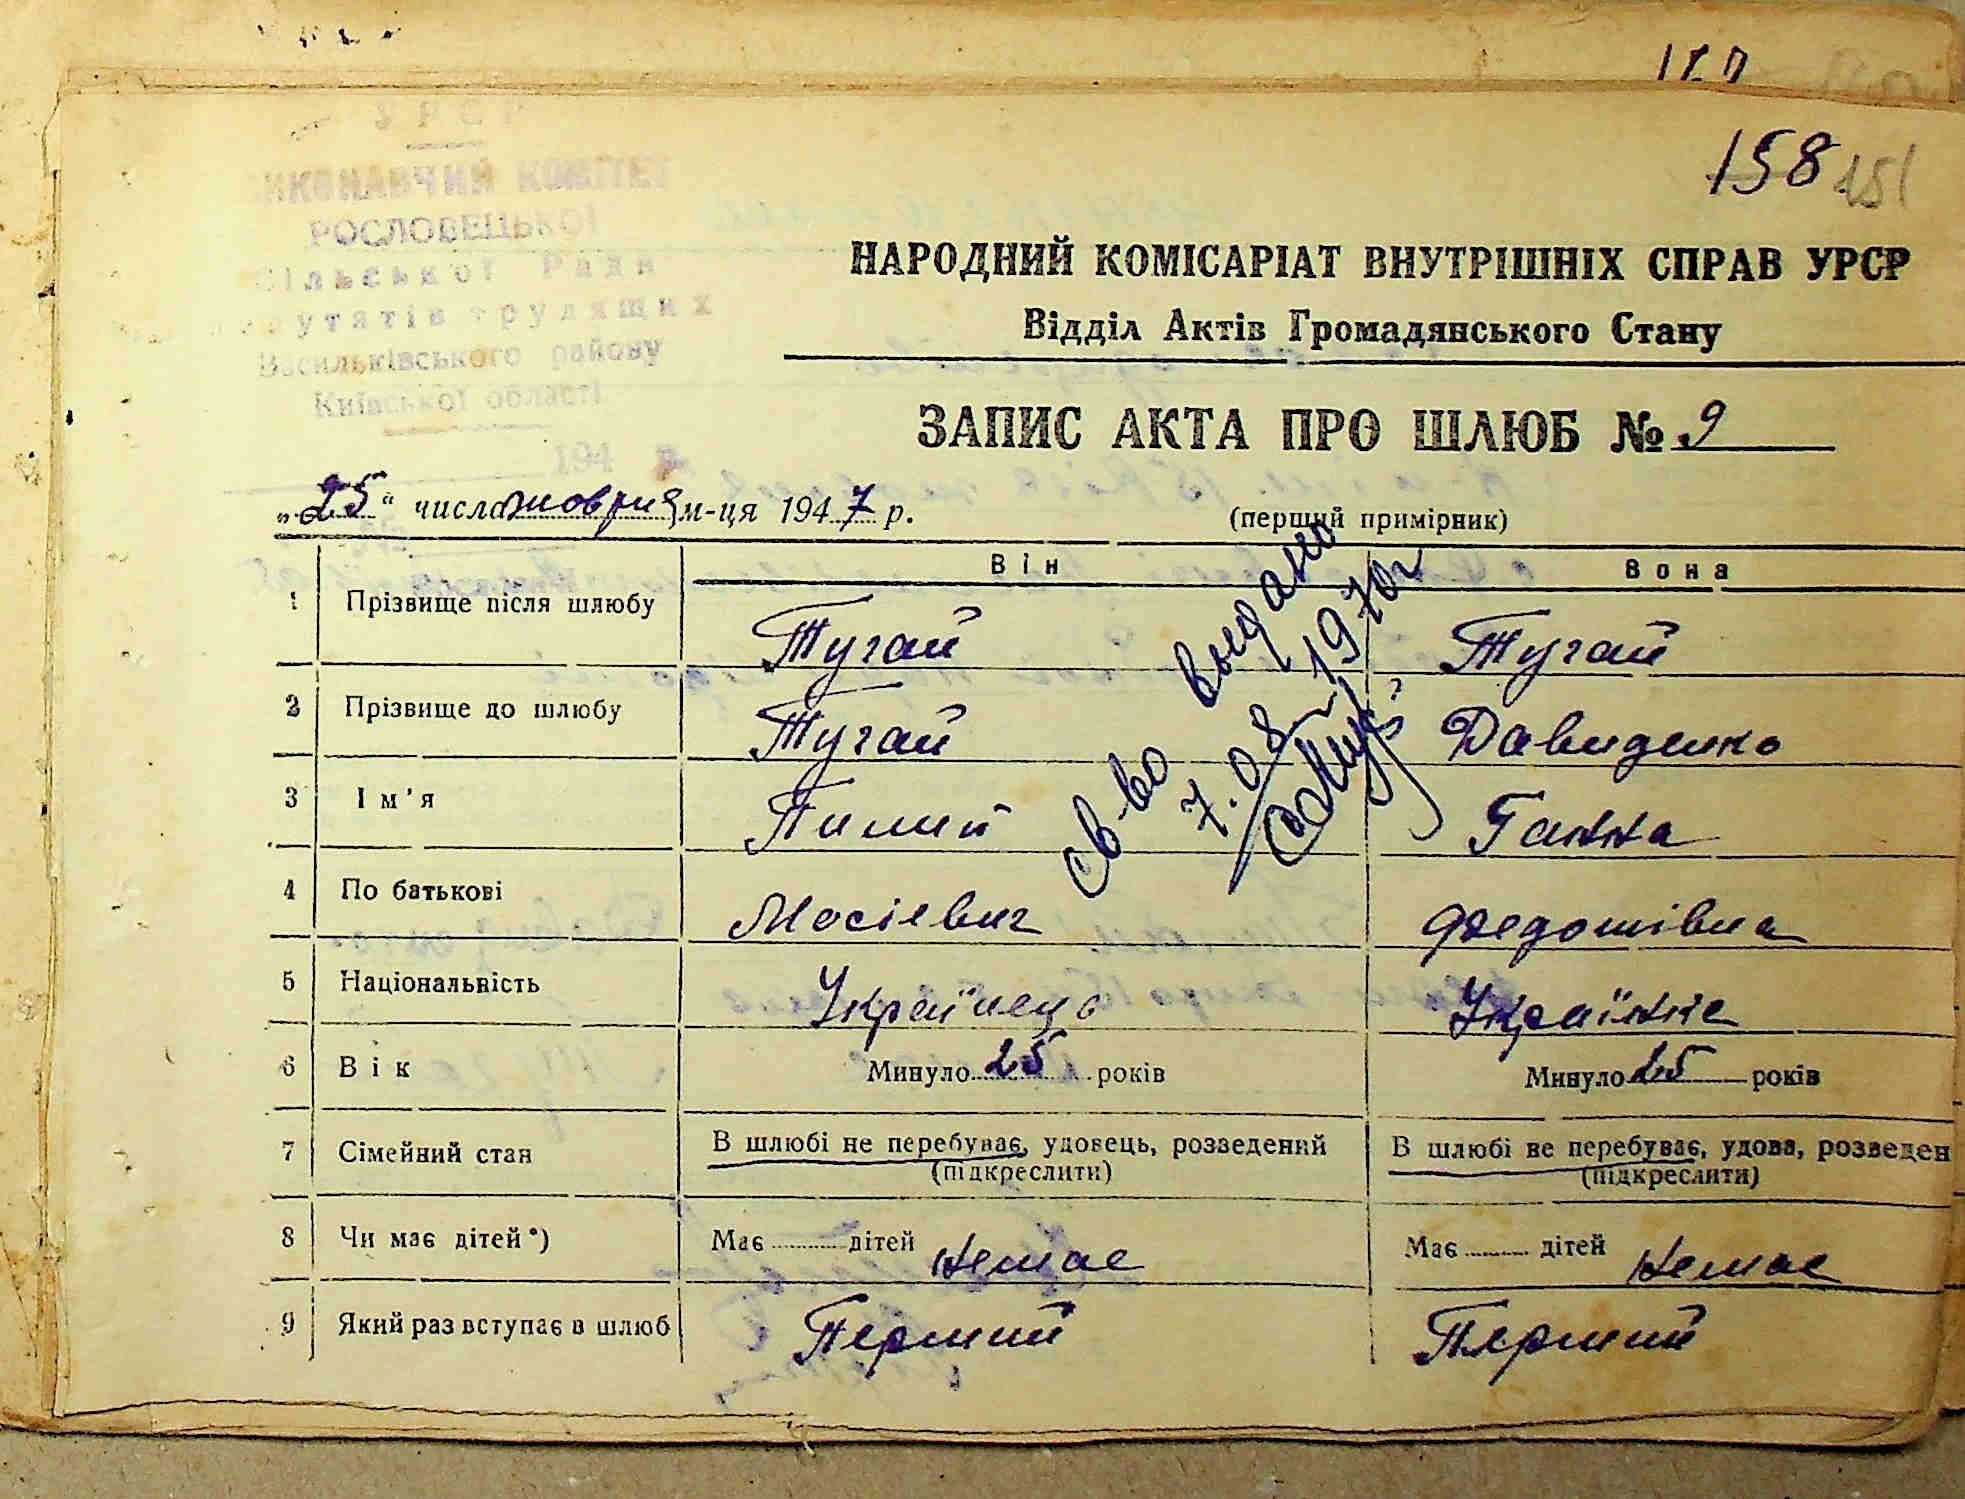 158 151
УРСР
ВИКОНАВЧИЙ КОМІТЕТ
РОСЛОВЕЦЬКОЇ
Сільської Ради
депутатів трудящих
Васильківського району
Київської області
194 р.
НАРОДНИЙ КОМІСАРІАТ ВНУТРІШНІХ СПРАВ УРСР
Відділ Актів Громадянського Стану
ЗАПИС АКТА ПРО ШЛЮБ № 9
„25“ числа жовтня м-ця 1947 р.
(перший примірник)
Він Вона
1 Прізвище після шлюбу Тугай Тугай
2 Прізвище до шлюбу Тугай Давиденко
3 Ім'я Пилип Ганна
4 По батькові Мосієвич Федотівна
5 Національність Українець Українка
6 Вік Минуло 25 років Минуло 25 років
7 Сімейний стан В шлюбі не перебуває, удовець, розведений В шлюбі не перебуває, удова, розведен
(підкреслити) (підкреслити)
8 Чи має дітей*) Має дітей немає Має дітей немає
9 Який раз вступає в шлюб Перший Перший
св-во выдано
7.08 1970г